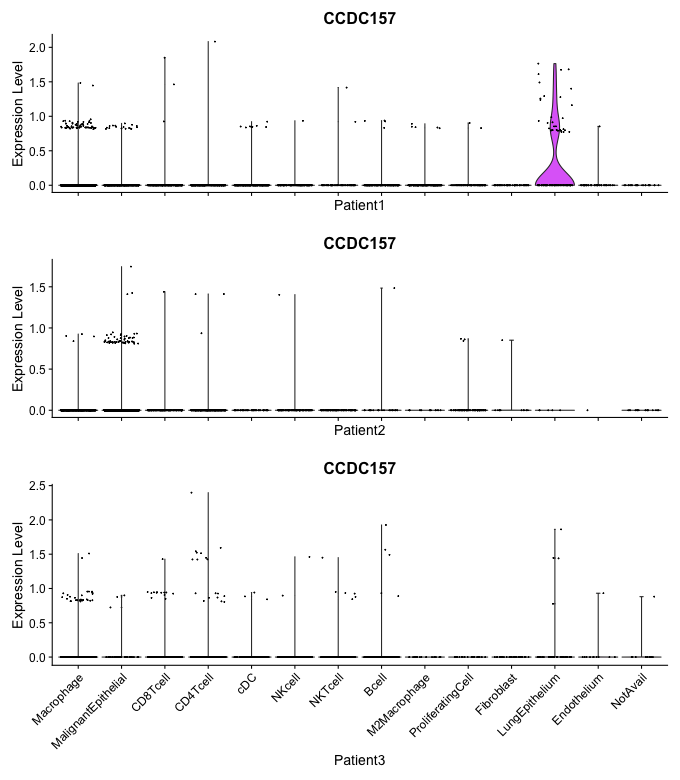 CCDC157
Expression Level
2.0
1.5
1.0
0.5
0.0
Patient1
CCDC157
Expression Level
1.5
1.0
0.5
0.0
Patient2
CCDC157
Expression Level
2.5
2.0
1.5
1.0
0.5
0.0
Macrophage
MalignantEpithelial
CD8Tcell
CD4Tcell
cDC
NKcell
NKTcell
Bcell
M2Macrophage
ProliferatingCell
Fibroblast
LungEpithelium
Endothelium
NotAvail
Patient3